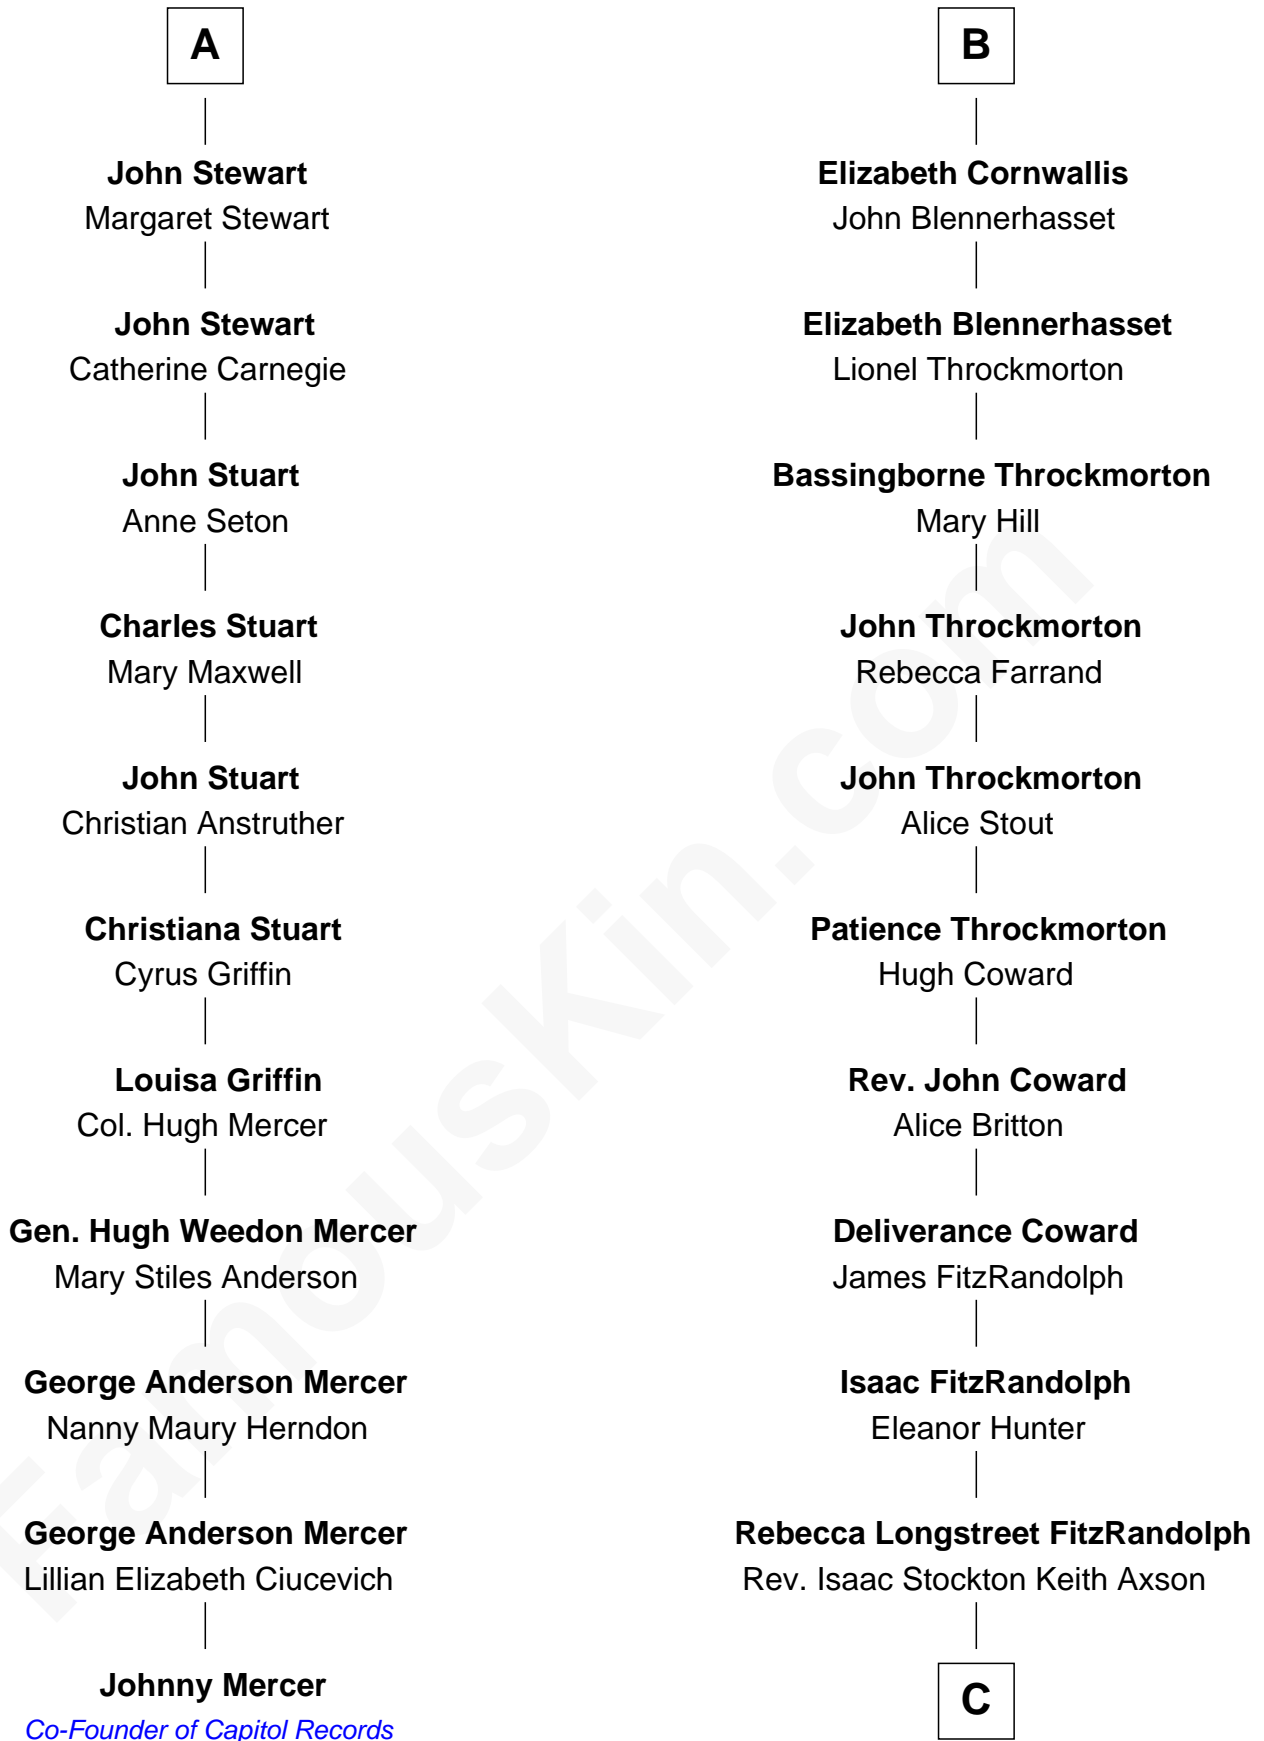 A
John Stewart
Margaret Stewart
John Stewart
Catherine Carnegie
John Stuart
Anne Seton
Charles Stuart
Mary Maxwell
John Stuart
Christian Anstruther
Christiana Stuart
Cyrus Griffin
Louisa Griffin
Col. Hugh Mercer
Gen. Hugh Weedon Mercer
Mary Stiles Anderson
George Anderson Mercer
Nanny Maury Herndon
George Anderson Mercer
Lillian Elizabeth Ciucevich
Johnny Mercer
Co-Founder of Capitol Records
B
Elizabeth Cornwallis
John Blennerhasset
Elizabeth Blennerhasset
Lionel Throckmorton
Bassingborne Throckmorton
Mary Hill
John Throckmorton
Rebecca Farrand
John Throckmorton
Alice Stout
Patience Throckmorton
Hugh Coward
Rev. John Coward
Alice Britton
Deliverance Coward
James FitzRandolph
Isaac FitzRandolph
Eleanor Hunter
Rebecca Longstreet FitzRandolph
Rev. Isaac Stockton Keith Axson
C
FamousKin.com